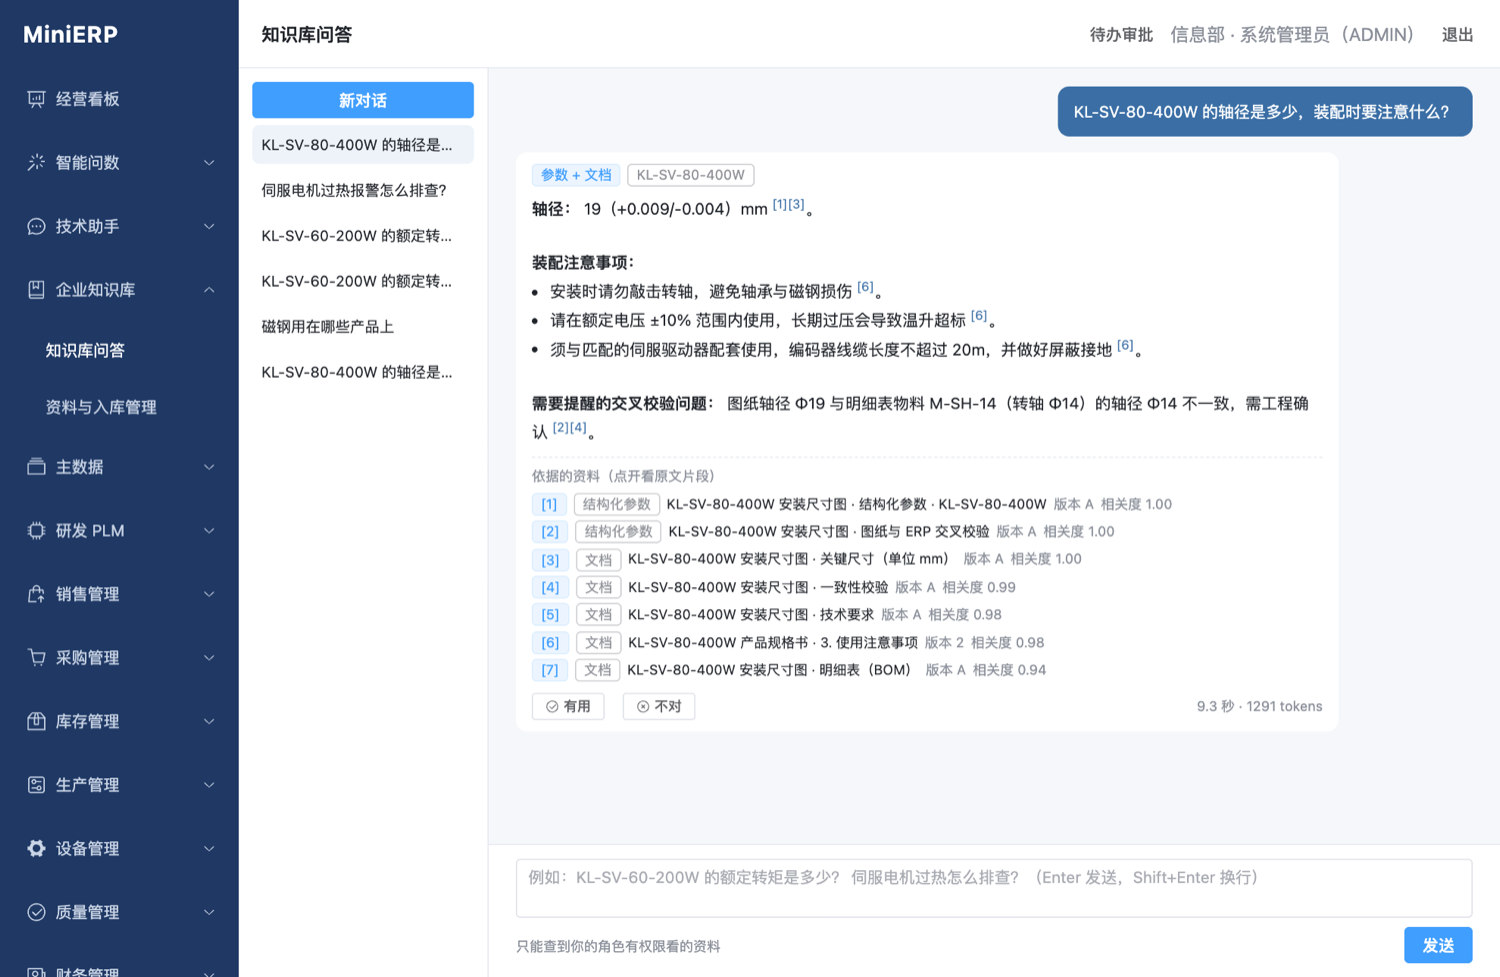 MiniERP
经营看板
智能问数
技术助手
企业知识库
知识库问答
资料与入库管理
主数据
研发 PLM
销售管理
采购管理
库存管理
生产管理
设备管理
质量管理
财务管理
知识库问答
待办审批 信息部 · 系统管理员（ADMIN） 退出
新对话
KL-SV-80-400W 的轴径是...
伺服电机过热报警怎么排查?
KL-SV-60-200W 的额定转...
KL-SV-60-200W 的额定转...
磁钢用在哪些产品上
KL-SV-80-400W 的轴径是...
KL-SV-80-400W 的轴径是多少，装配时要注意什么?
参数 + 文档 KL-SV-80-400W
轴径： 19（+0.009/-0.004）mm [1][3]。
装配注意事项：
• 安装时请勿敲击转轴，避免轴承与磁钢损伤 [6]。
• 请在额定电压 ±10% 范围内使用，长期过压会导致温升超标 [6]。
• 须与匹配的伺服驱动器配套使用，编码器线缆长度不超过 20m，并做好屏蔽接地 [6]。
需要提醒的交叉校验问题： 图纸轴径 Φ19 与明细表物料 M-SH-14（转轴 Φ14）的轴径 Φ14 不一致，需工程确
认 [2][4]。
依据的资料（点开看原文片段）
[1] 结构化参数 KL-SV-80-400W 安装尺寸图 · 结构化参数 · KL-SV-80-400W 版本 A 相关度 1.00
[2] 结构化参数 KL-SV-80-400W 安装尺寸图 · 图纸与 ERP 交叉校验 版本 A 相关度 1.00
[3] 文档 KL-SV-80-400W 安装尺寸图 · 关键尺寸（单位 mm） 版本 A 相关度 1.00
[4] 文档 KL-SV-80-400W 安装尺寸图 · 一致性校验 版本 A 相关度 0.99
[5] 文档 KL-SV-80-400W 安装尺寸图 · 技术要求 版本 A 相关度 0.98
[6] 文档 KL-SV-80-400W 产品规格书 · 3. 使用注意事项 版本 2 相关度 0.98
[7] 文档 KL-SV-80-400W 安装尺寸图 · 明细表（BOM） 版本 A 相关度 0.94
有用 不对 9.3 秒 · 1291 tokens
例如：KL-SV-60-200W 的额定转矩是多少? 伺服电机过热怎么排查? （Enter 发送，Shift+Enter 换行）
只能查到你的角色有权限看的资料
发送